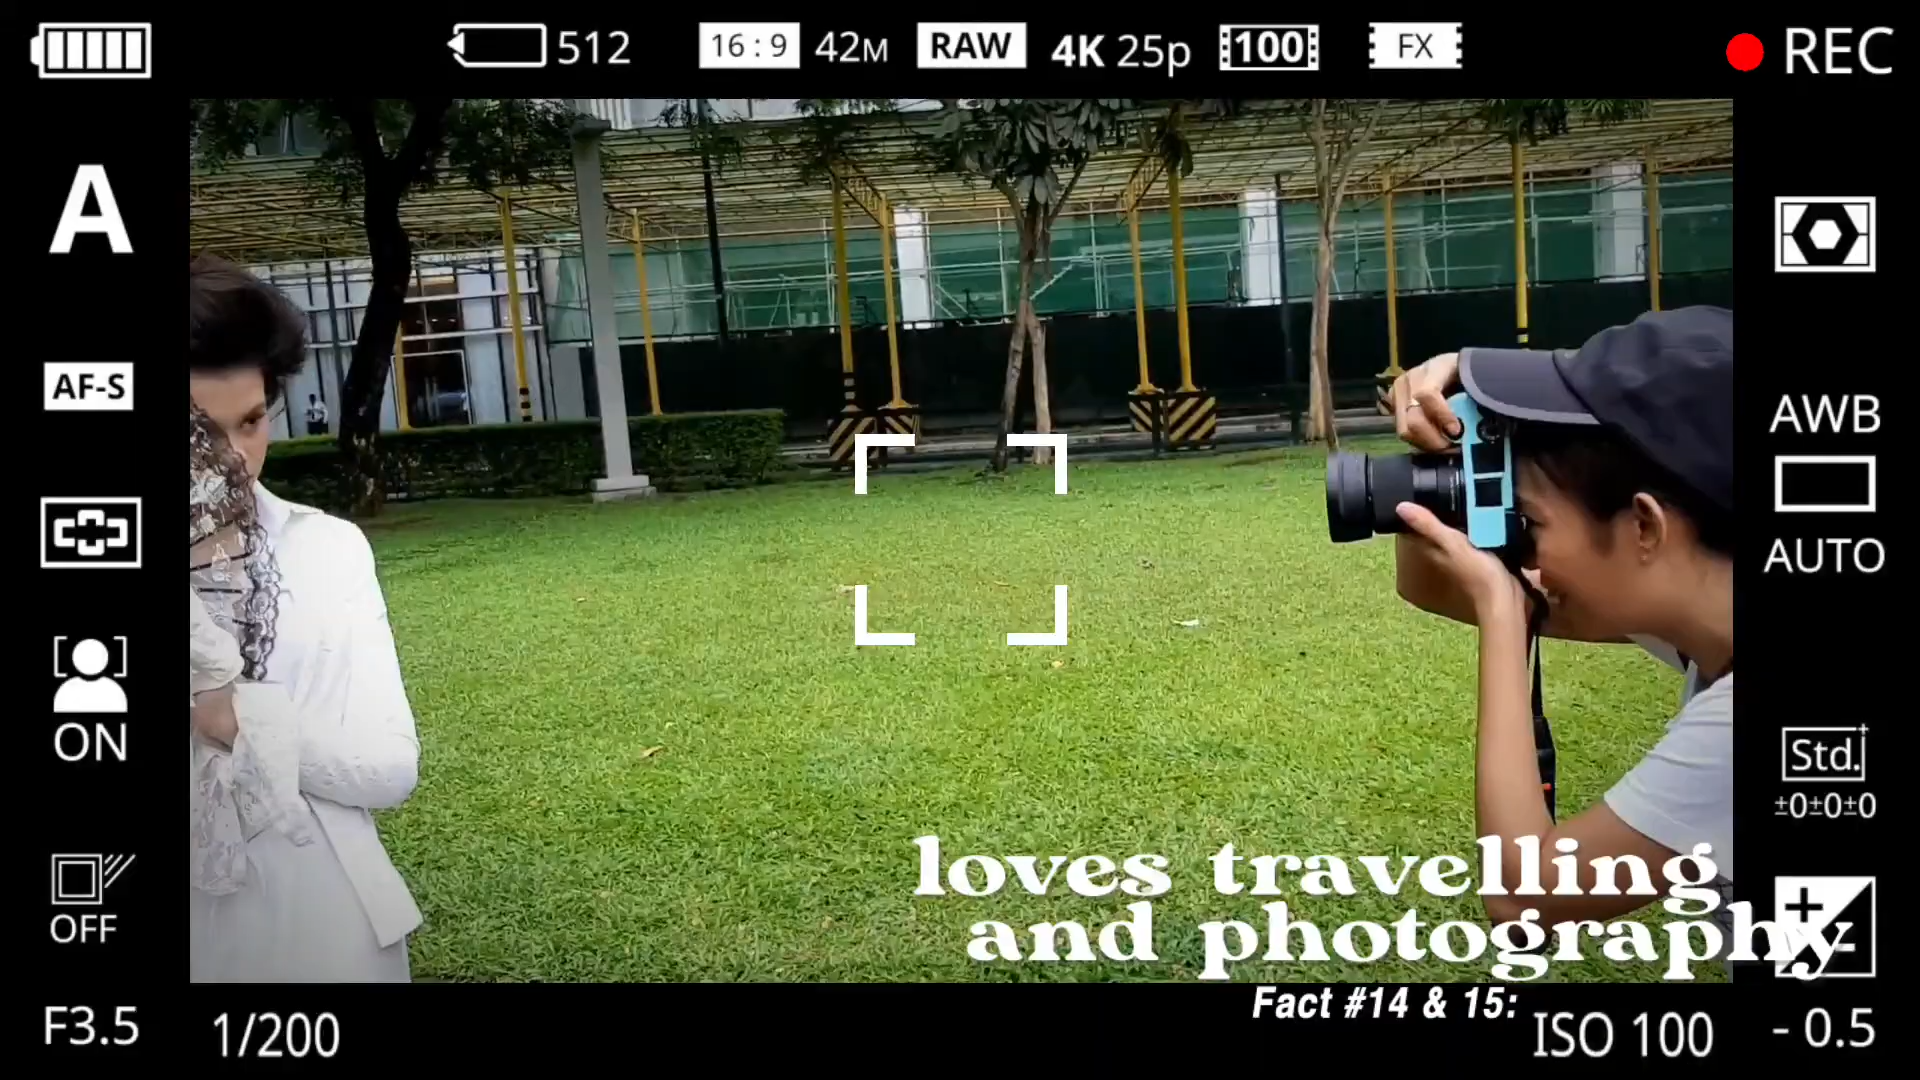 512
16:9
42M
RAW
4K 25p
100
FX
REC
A
AF-S
AWB
AUTO
ON
Std.
±0±0±0
OFF
loves travelling
and photography
Fact #14 & 15:
F3.5
1/200
ISO 100
- 0.5